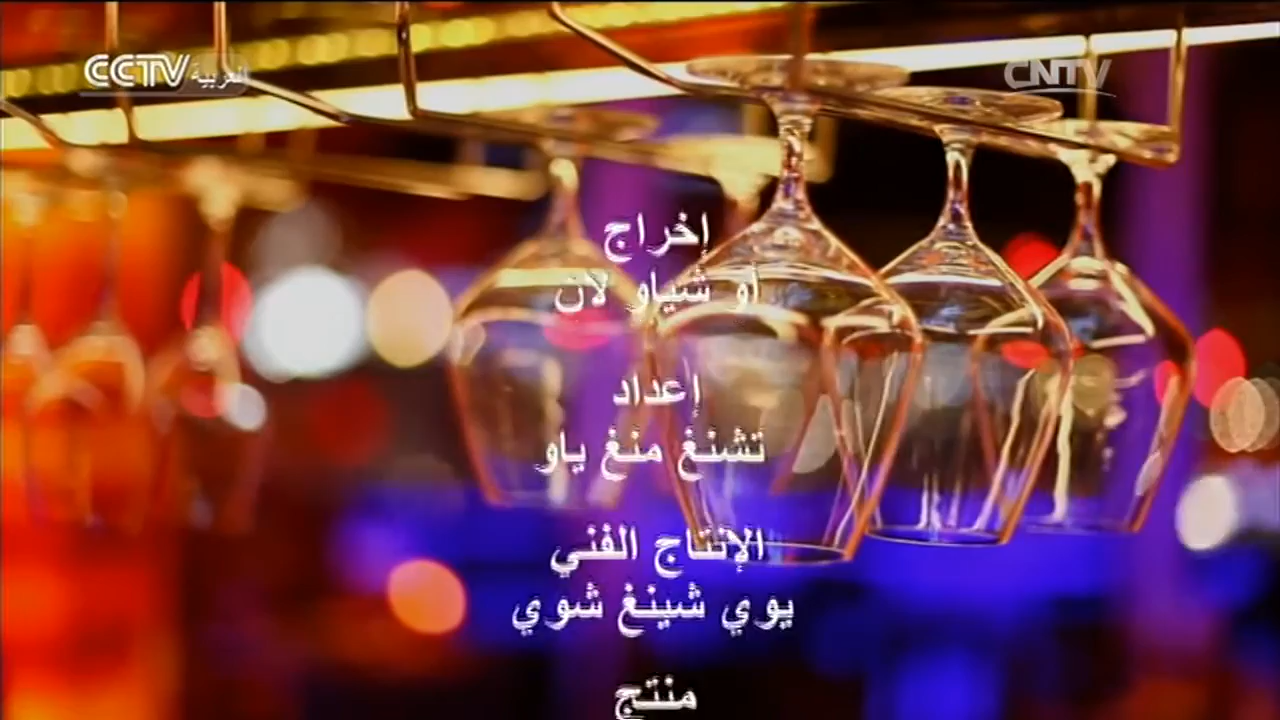 CCTV العربية
CNTV
إخراج
أو شياو لان
إعداد
تشنغ منغ ياو
الإنتاج الفني
يوي شينغ شوي
منتج